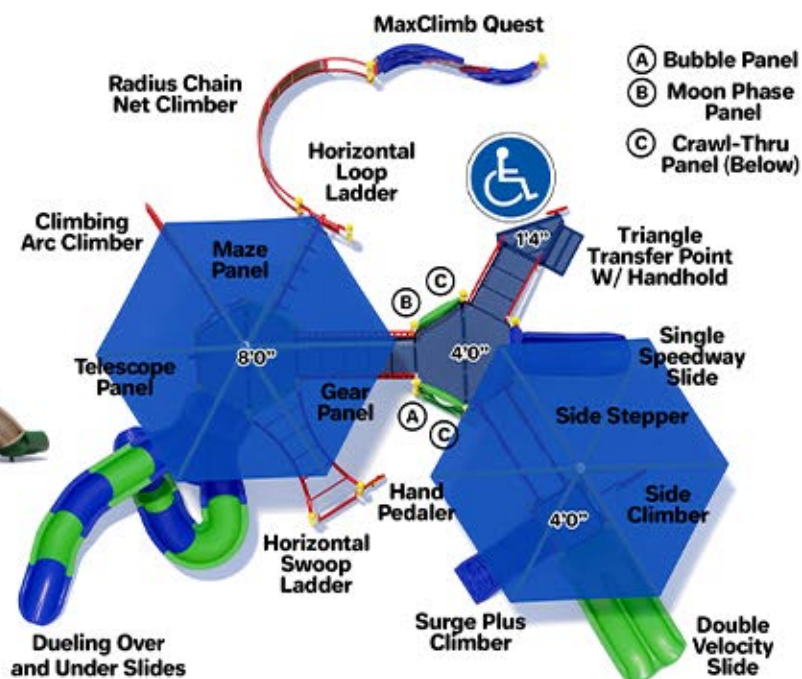 MaxClimb Quest
Radius Chain
Net Climber
Ⓐ Bubble Panel
Ⓑ Moon Phase
Panel
Ⓒ Crawl-Thru
Panel (Below)
Horizontal
Loop
Ladder
Climbing
Arc Climber
Maze
Panel
1'4"
Triangle
Transfer Point
W/ Handhold
Ⓑ
Ⓒ
Telescope
Panel
8'0"
4'0"
Single
Speedway
Slide
Gear
Panel
Ⓐ
Ⓒ
Side Stepper
Hand
Pedaler
Side
Climber
4'0"
Horizontal
Swoop
Ladder
Surge Plus
Climber
Double
Velocity
Slide
Dueling Over
and Under Slides